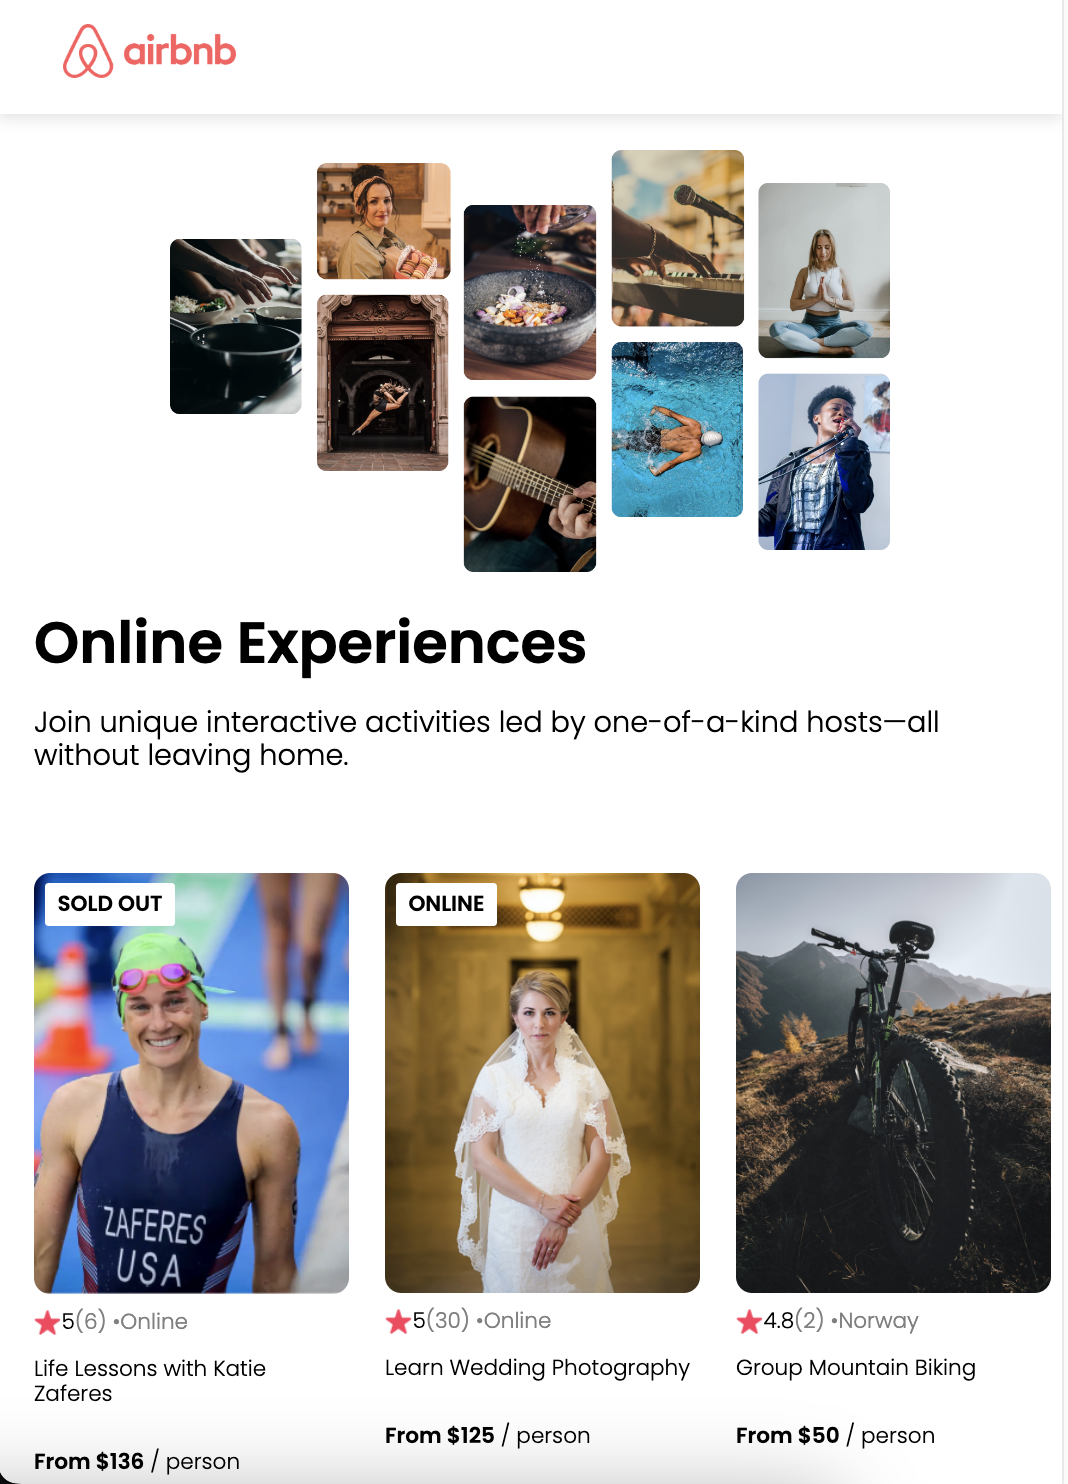 airbnb
Online Experiences
Join unique interactive activities led by one-of-a-kind hosts—all
without leaving home.
SOLD OUT
ZAFERES
USA
5(6) •Online
Life Lessons with Katie
Zaferes
From $136 / person
ONLINE
5(30) •Online
Learn Wedding Photography
From $125 / person
4.8(2) •Norway
Group Mountain Biking
From $50 / person